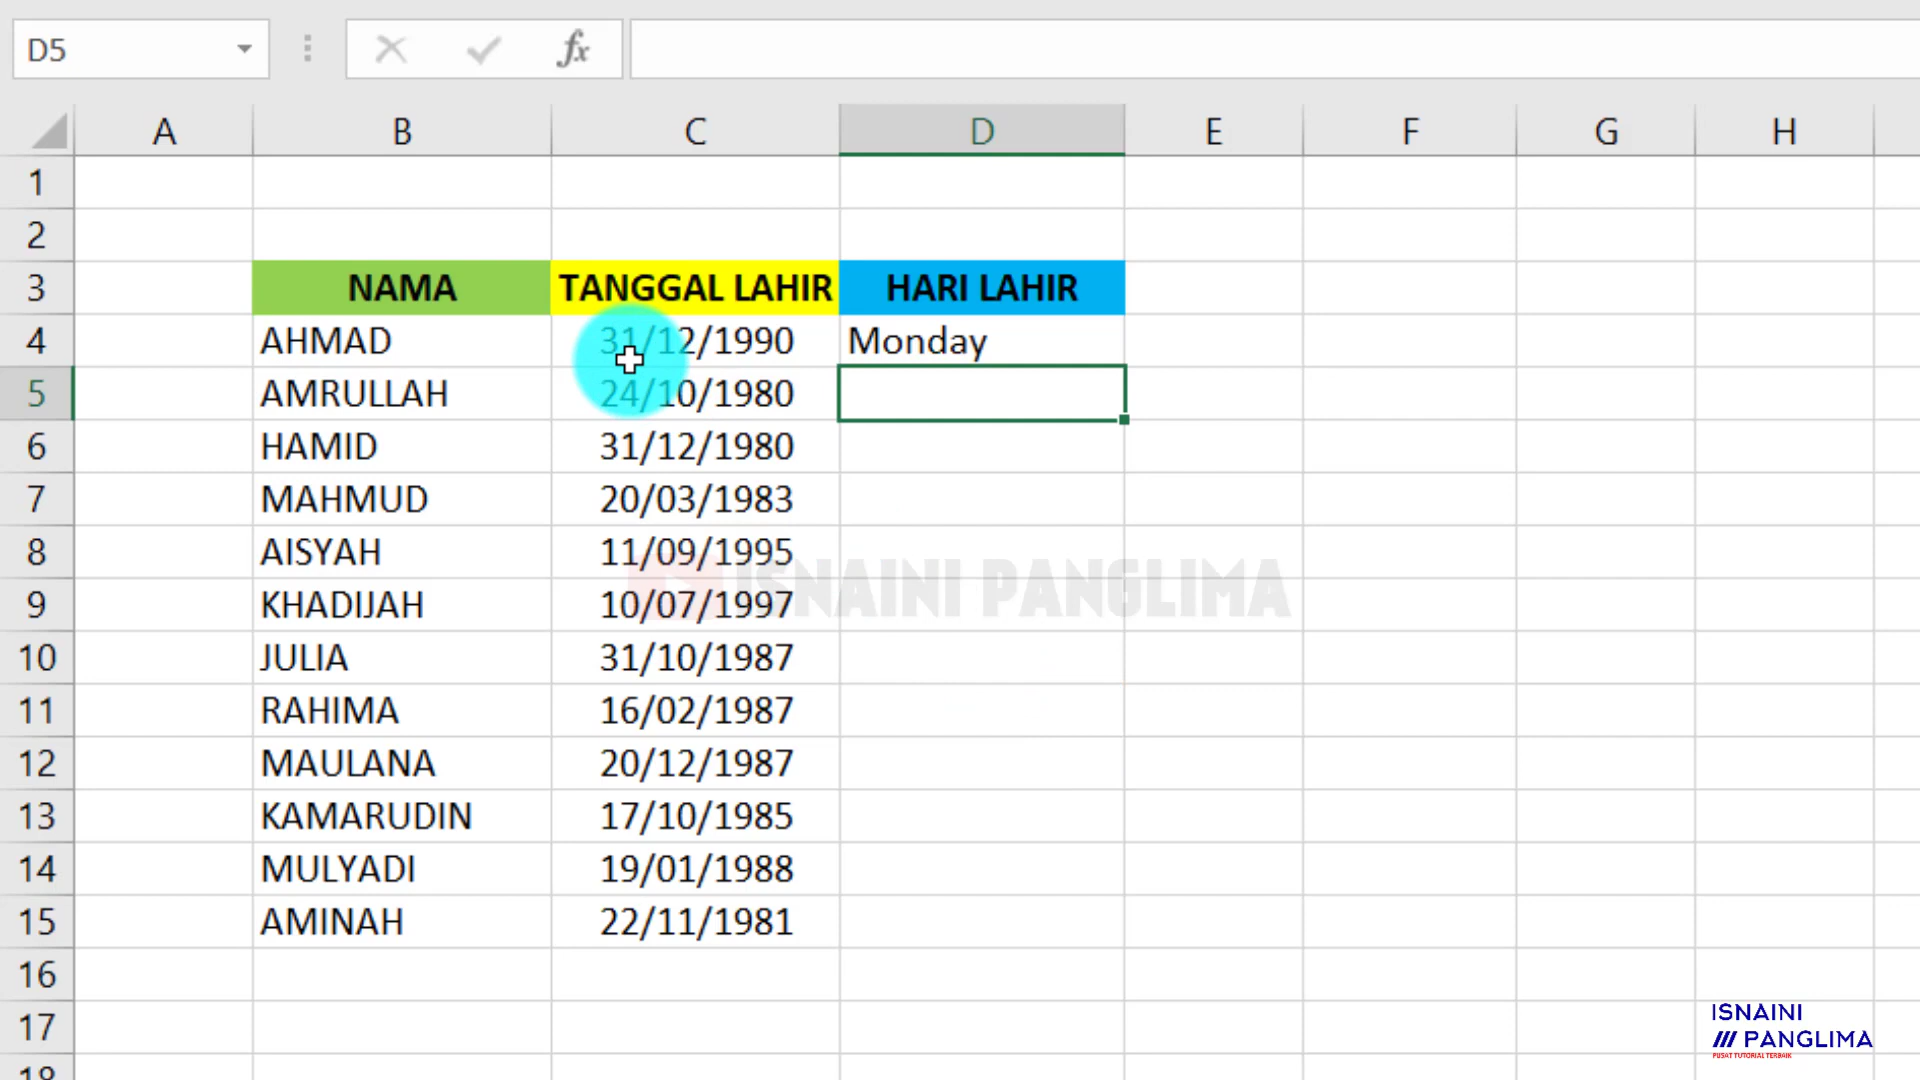 D5
fx
A B C D E F G H
1
2
3 NAMA TANGGAL LAHIR HARI LAHIR
4 AHMAD 31/12/1990 Monday
5 AMRULLAH 24/10/1980
6 HAMID 31/12/1980
7 MAHMUD 20/03/1983
8 AISYAH 11/09/1995
ISNAINI PANGLIMA
9 KHADIJAH 10/07/1997
10 JULIA 31/10/1987
11 RAHIMA 16/02/1987
12 MAULANA 20/12/1987
13 KAMARUDIN 17/10/1985
14 MULYADI 19/01/1988
15 AMINAH 22/11/1981
16
17
18
ISNAINI
PANGLIMA
PUSAT TUTORIAL TERBAIK